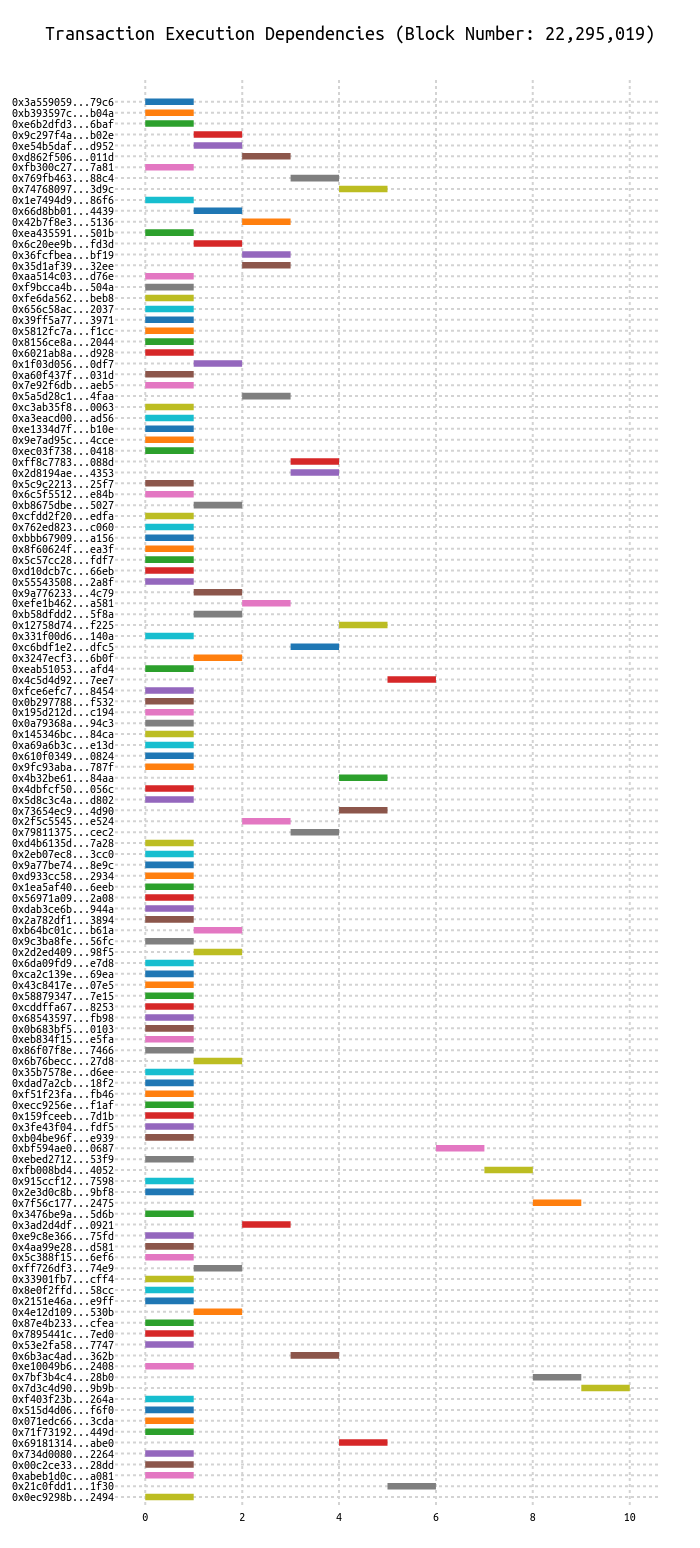 Transaction Execution Dependencies (Block Number: 22,295,019)
0x3a559059...79c6
0xb393597c...b04a
0xe6b2dfd3...6baf
0x9c297f4a...b02e
0xe54b5daf...d952
0xd862f506...011d
0xfb300c27...7a81
0x769fb463...88c4
0x74768097...3d9c
0x1e7494d9...86f6
0x66d8bb01...4439
0x42b7f8e3...5136
0xea435591...501b
0x6c20ee9b...fd3d
0x36fcfbea...bf19
0x35d1af39...32ee
0xaa514c03...d76e
0xf9bcca4b...504a
0xfe6da562...beb8
0x656c58ac...2037
0x39ff5a77...3971
0x5812fc7a...f1cc
0x8156ce8a...2044
0x6021ab8a...d928
0x1f03d056...0df7
0xa60f437f...031d
0x7e92f6db...aeb5
0x5a5d28c1...4faa
0xc3ab35f8...0063
0xa3eacd00...ad56
0xe1334d7f...b10e
0x9e7ad95c...4cce
0xec03f738...0418
0xff8c7783...088d
0x2d8194ae...4353
0x5c9c2213...25f7
0x6c5f5512...e84b
0xb8675dbe...5027
0xcfdd2f20...edfa
0x762ed823...c060
0xbbb67909...a156
0x8f60624f...ea3f
0x5c57cc28...fdf7
0xd10dcb7c...66eb
0x55543508...2a8f
0x9a776233...4c79
0xefe1b462...a581
0xb58dfdd2...5f8a
0x12758d74...f225
0x331f00d6...140a
0xc6bdf1e2...dfc5
0x3247ecf3...6b0f
0xeab51053...afd4
0x4c5d4d92...7ee7
0xfce6efc7...8454
0x0b297788...f532
0x195d212d...c194
0x0a79368a...94c3
0x145346bc...84ca
0xa69a6b3c...e13d
0x610f0349...0824
0x9fc93aba...787f
0x4b32be61...84aa
0x4dbfcf50...056c
0x5d8c3c4a...d802
0x73654ec9...4d90
0x2f5c5545...e524
0x79811375...cec2
0xd4b6135d...7a28
0x2eb07ec8...3cc0
0x9a77be74...8e9c
0xd933cc58...2934
0x1ea5af40...6eeb
0x56971a09...2a08
0xdab3ce6b...944a
0x2a782df1...3894
0xb64bc01c...b61a
0x9c3ba8fe...56fc
0x2d2ed409...98f5
0x6da09fd9...e7d8
0xca2c139e...69ea
0x43c8417e...07e5
0x58879347...7e15
0xcddffa67...8253
0x68543597...fb98
0x0b683bf5...0103
0xeb834f15...e5fa
0x86f07f8e...7466
0x6b76becc...27d8
0x35b7578e...d6ee
0xdad7a2cb...18f2
0xf51f23fa...fb46
0xecc9256e...f1af
0x159fceeb...7d1b
0x3fe43f04...fdf5
0xb04be96f...e939
0xbf594ae0...0687
0xebed2712...53f9
0xfb008bd4...4052
0x915ccf12...7598
0x2e3d0c8b...9bf8
0x7f56c177...2475
0x3476be9a...5d6b
0x3ad2d4df...0921
0xe9c8e366...75fd
0x4aa99e28...d581
0x5c388f15...6ef6
0xff726df3...74e9
0x33901fb7...cff4
0x8e0f2ffd...58cc
0x2151e46a...e9ff
0x4e12d109...530b
0x87e4b233...cfea
0x7895441c...7ed0
0x53e2fa58...7747
0x6b3ac4ad...362b
0xe10049b6...2408
0x7bf3b4c4...28b0
0x7d3c4d90...9b9b
0xf403f23b...264a
0x515d4d06...f6f0
0x071edc66...3cda
0x71f73192...449d
0x69181314...abe0
0x734d0080...2264
0x00c2ce33...28dd
0xabeb1d0c...a081
0x21c0fdd1...1f30
0x0ec9298b...2494
0 2 4 6 8 10